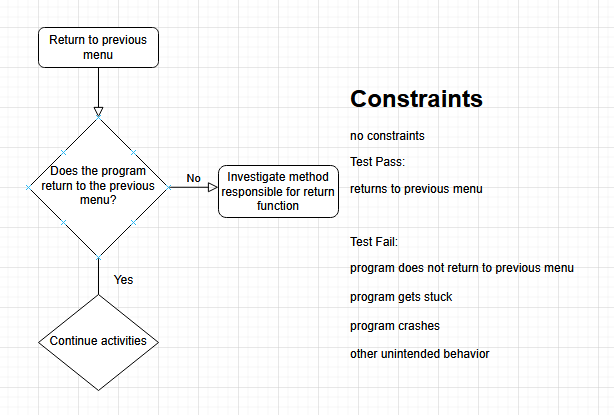 Return to previous
menu
Does the program
return to the previous
menu?
No
Investigate method
responsible for return
function
Yes
Continue activities
Constraints
no constraints
Test Pass:
returns to previous menu
Test Fail:
program does not return to previous menu
program gets stuck
program crashes
other unintended behavior